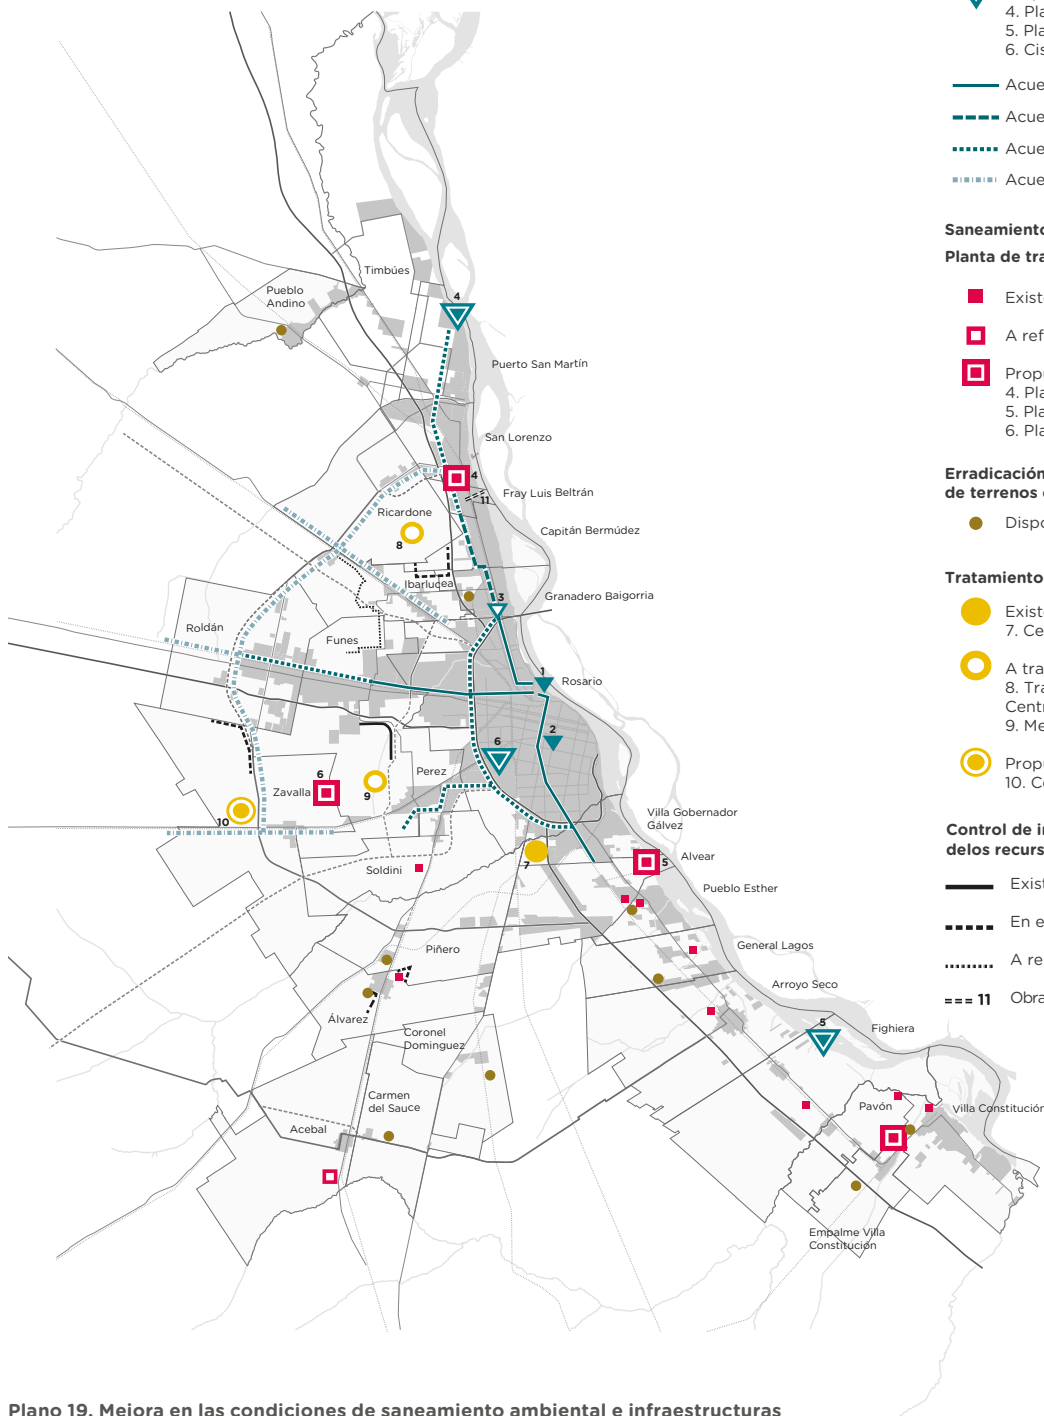 4. Pla
5. Pla
6. Cis
Acue
Acue
Acue
Acue
Saneamiento
Planta de tra
Existe
A ref
Propu
4. Pla
5. Pla
6. Pla
Erradicación
de terrenos
Dispo
Tratamiento
Existe
7. Ce
A tra
8. Tra
Centr
9. Me
Propu
10. Co
Control de in
delos recurs
Exist
En e
A re
11 Obra
Timbúes
Pueblo
Andino
4
Puerto San Martín
San Lorenzo
4
11
Fray Luis Beltrán
Ricardone
8
Capitán Bermúdez
Ibarlucea
Granadero Baigorria
3
Roldán
Funes
1
Rosario
2
6
Perez
6
Zavalla
9
10
Villa Gobernador
Gálvez
7
5
Alvear
Soldini
Pueblo Esther
General Lagos
Piñero
Arroyo Seco
Álvarez
5
Fighiera
Coronel
Dominguez
Carmen
del Sauce
Acebal
Pavón
Villa Constitución
Empalme Villa
Constitución
Plano 19. Mejora en las condiciones de saneamiento ambiental e infraestructuras